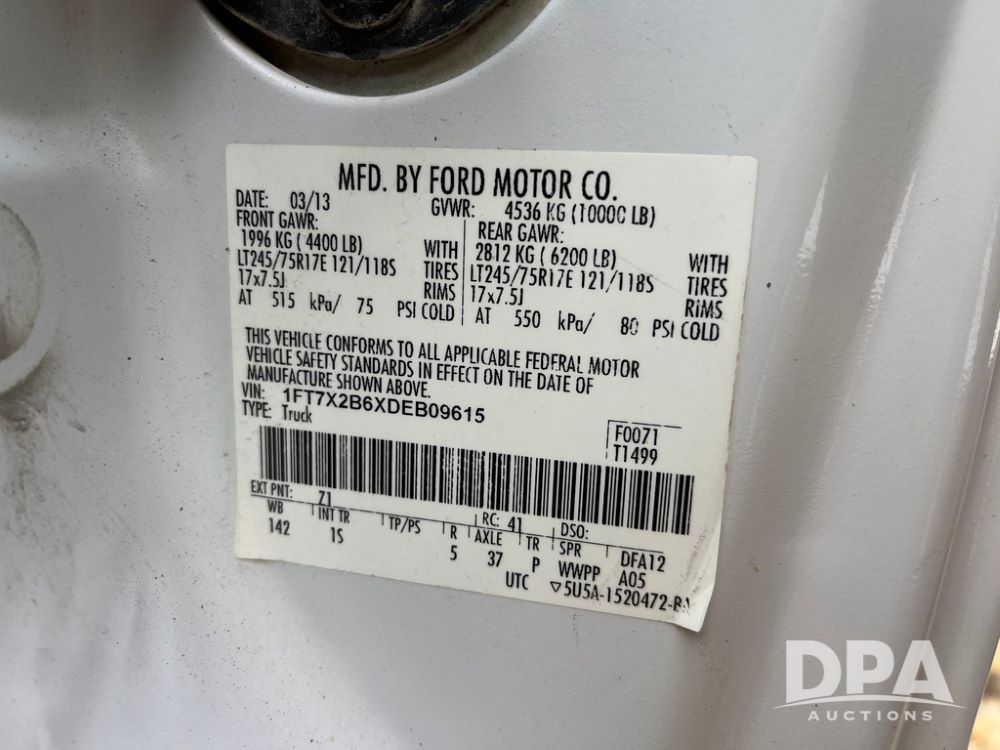 MFD. BY FORD MOTOR CO.
DATE: 03/13 GVWR: 4536 KG (10000 LB)
FRONT GAWR: REAR GAWR:
1996 KG ( 4400 LB) WITH 2812 KG ( 6200 LB) WITH
LT245/75R17E 121/118S TIRES LT245/75R17E 121/118S TIRES
17x7.5J RIMS 17x7.5J RIMS
AT 515 kPa/ 75 PSI COLD AT 550 kPa/ 80 PSI COLD
THIS VEHICLE CONFORMS TO ALL APPLICABLE FEDERAL MOTOR
VEHICLE SAFETY STANDARDS IN EFFECT ON THE DATE OF
MANUFACTURE SHOWN ABOVE.
VIN: 1FT7X2B6XDEB09615
TYPE: Truck
F0071
T1499
EXT PNT: Z1 RC: 41 DSO:
WB INT TR TP/PS R AXLE TR SPR DFA12
142 1S 5 37 P WWPP A05
UTC ▽5U5A-1520472-BA
DPA
AUCTIONS